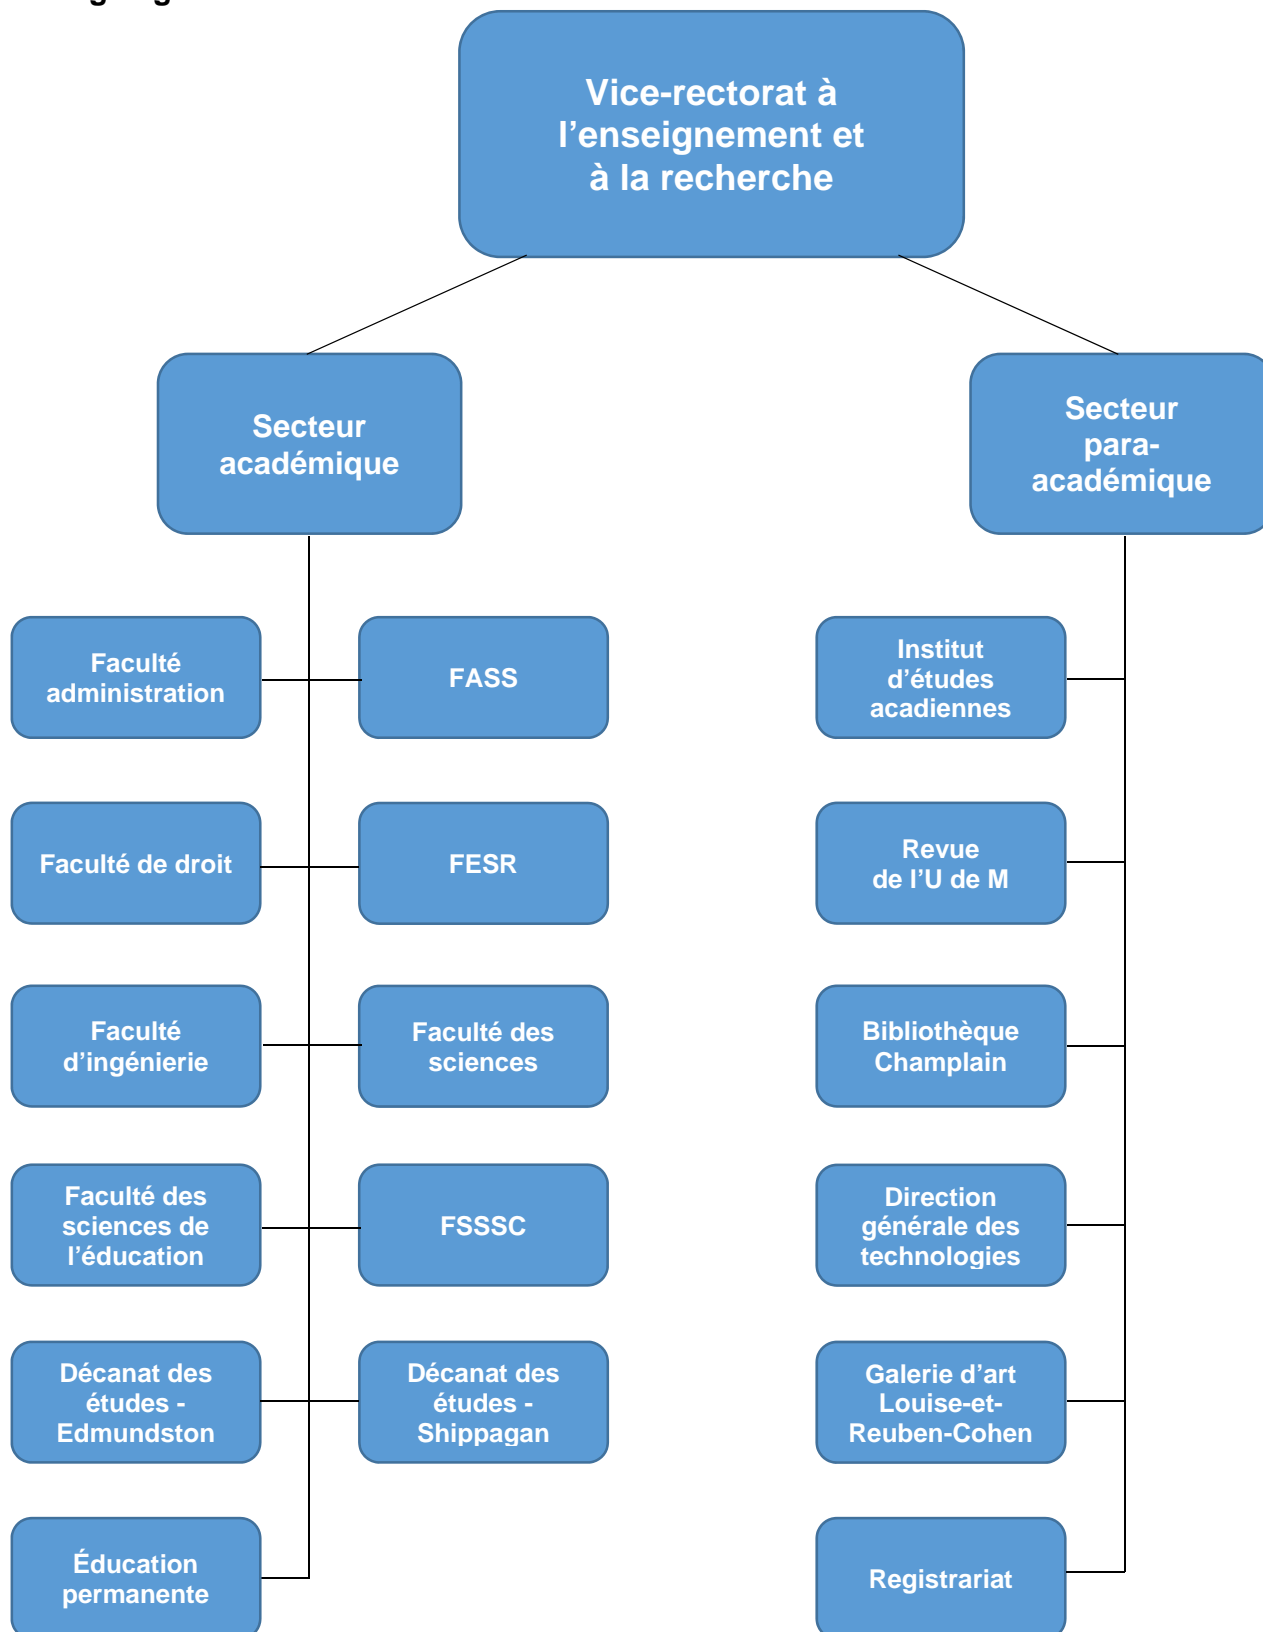 Vice-rectorat à
l’enseignement et
à la recherche
Secteur
académique
Secteur
para-
académique
Faculté
administration
FASS
Institut
d’études
acadiennes
Faculté de droit
FESR
Revue
de l’U de M
Faculté
d’ingénierie
Faculté des
sciences
Bibliothèque
Champlain
Faculté des
sciences de
l’éducation
FSSSC
Direction
générale des
technologies
Décanat des
études -
Edmundston
Décanat des
études -
Shippagan
Galerie d’art
Louise-et-
Reuben-Cohen
Éducation
permanente
Registrariat